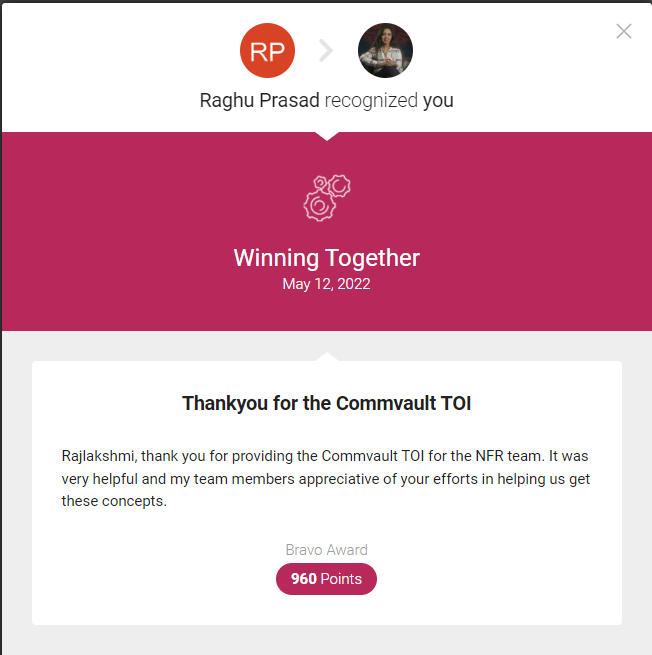 RP
Raghu Prasad recognized you
Winning Together
May 12, 2022
Thankyou for the Commvault TOI
Rajlakshmi, thank you for providing the Commvault TOI for the NFR team. It was
very helpful and my team members appreciative of your efforts in helping us get
these concepts.
Bravo Award
960 Points